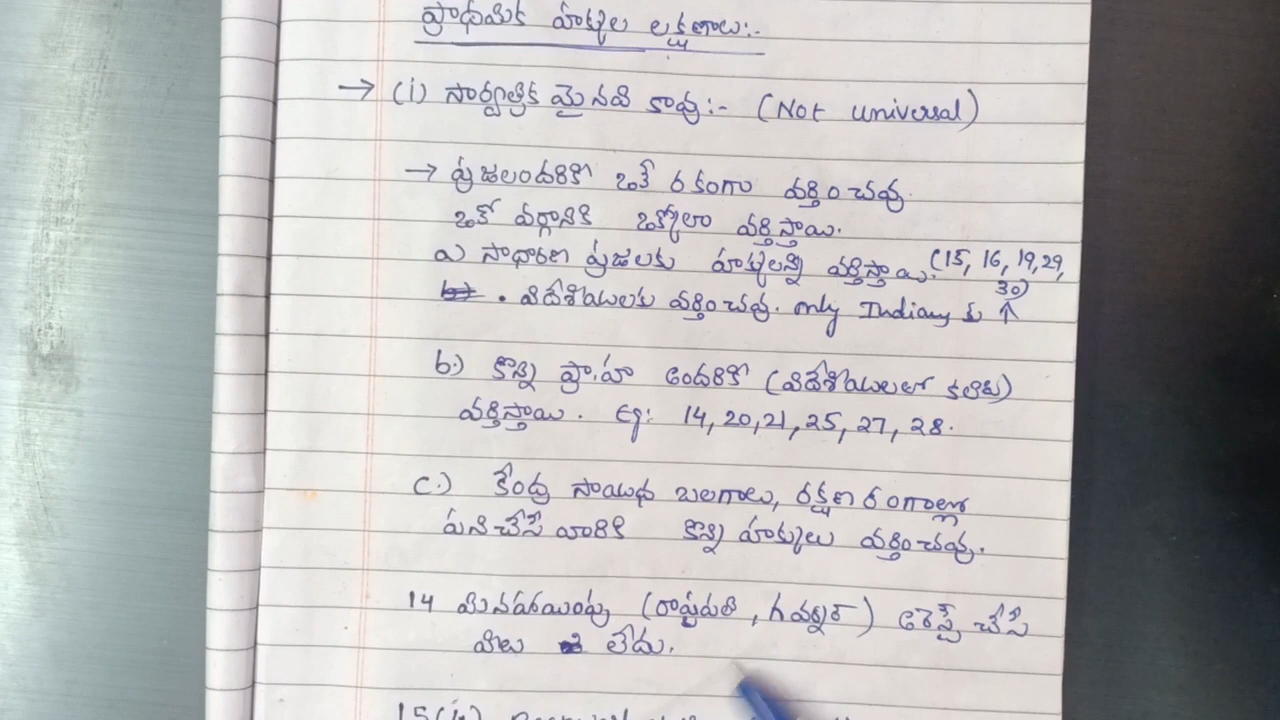 ప్రాథమిక హక్కుల లక్షణాలు:-
→ (i) సార్వత్రిక మైనవి కావు:- (Not universal)
→ ప్రజలందరికీ ఒకే రకంగా వర్తించవు.
ఒకో వర్గానికి ఒక్కోలా వర్తిస్తాయి.
a) సాధారణ ప్రజలకు హక్కులన్ని వర్తిస్తాయి. (15, 16, 19, 29,
30)
. విదేశీయులకు వర్తించవు. only Indians కు ↑
b.) కొన్ని ప్రా.హ అందరికీ (విదేశీయులతో కలిపి)
వర్తిస్తాయి. Eg: 14, 20, 21, 25, 27, 28.
c.) కేంద్ర సాయుధ బలగాలు, రక్షణ రంగాల్లో
పనిచేసే వారికి కొన్ని హక్కులు వర్తించవు.
14 మినహాయింపు (రాష్ట్రపతి, గవర్నర్) అరెస్ట్ చేసే
వీలు లేదు.